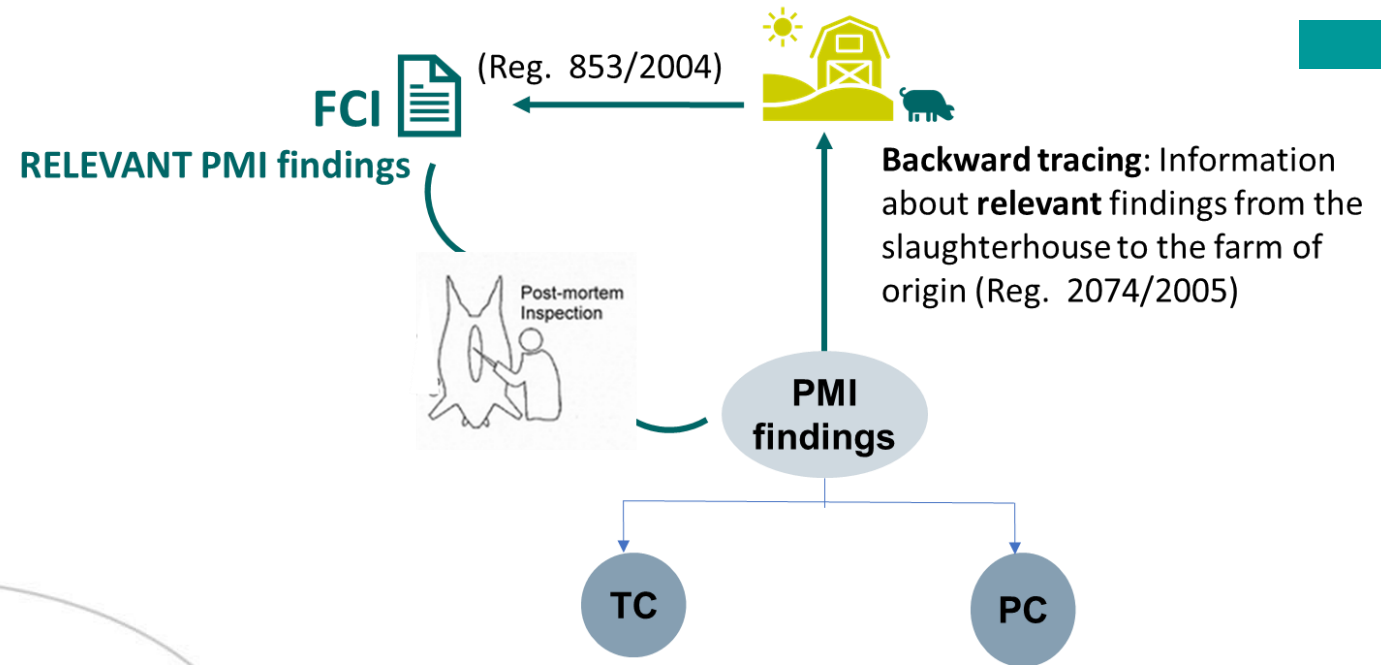 (Reg.  853/2004)
FCI
RELEVANT PMI findings
Backward tracing: Information
about relevant findings from the
slaughterhouse to the farm of
origin (Reg.  2074/2005)
Post-mortem
Inspection
PMI
findings
TC
PC